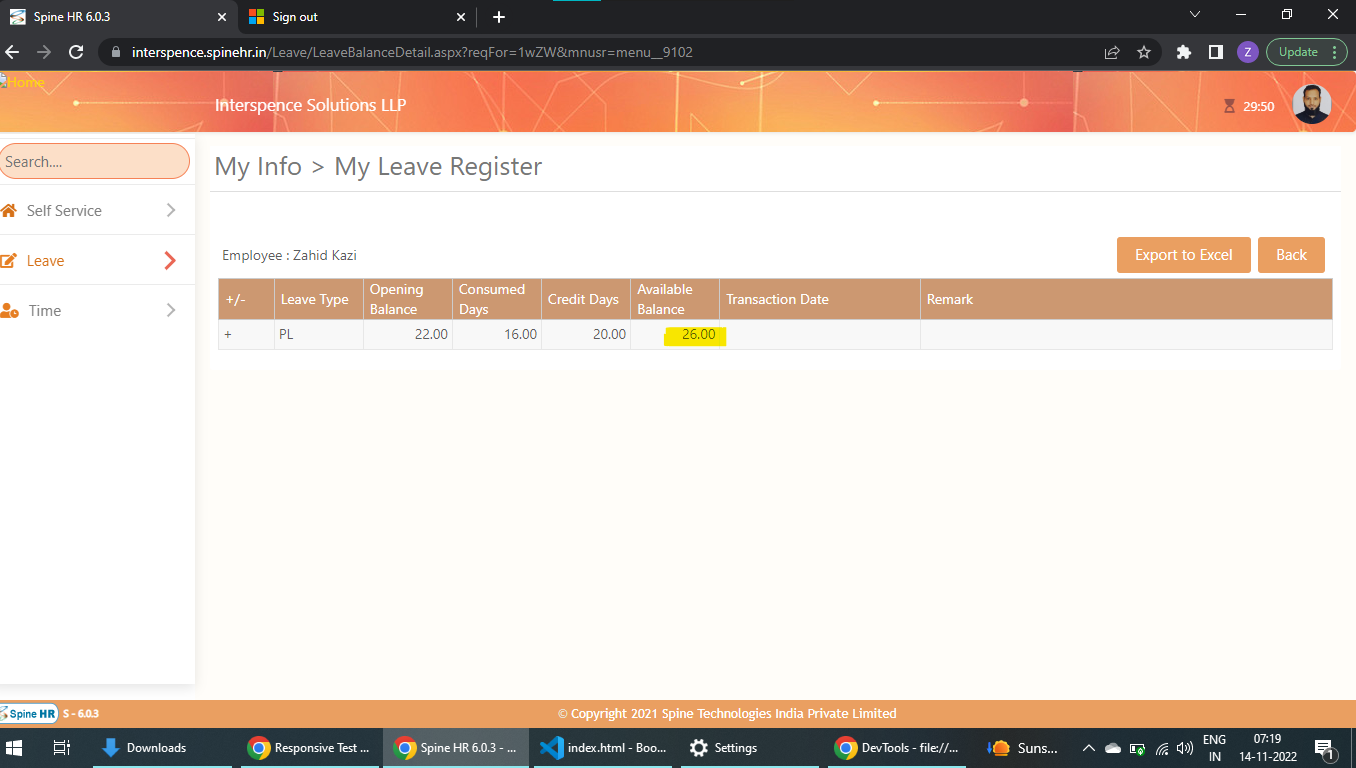 Spine HR 6.0.3
Sign out
interspence.spinehr.in/Leave/LeaveBalanceDetail.aspx?reqFor=1wZW&mnusr=menu__9102
Z
Update
Home
Interspence Solutions LLP
29:50
Search....
My Info > My Leave Register
Self Service
Leave
Time
Employee : Zahid Kazi
Export to Excel
Back
+/- Leave Type Opening Balance Consumed Days Credit Days Available Balance Transaction Date Remark
+ PL 22.00 16.00 20.00 26.00
Spine HR S - 6.0.3
© Copyright 2021 Spine Technologies India Private Limited
Downloads
Responsive Test ...
Spine HR 6.0.3 - ...
index.html - Boo...
Settings
DevTools - file://...
Suns...
ENG
IN
07:19
14-11-2022
1